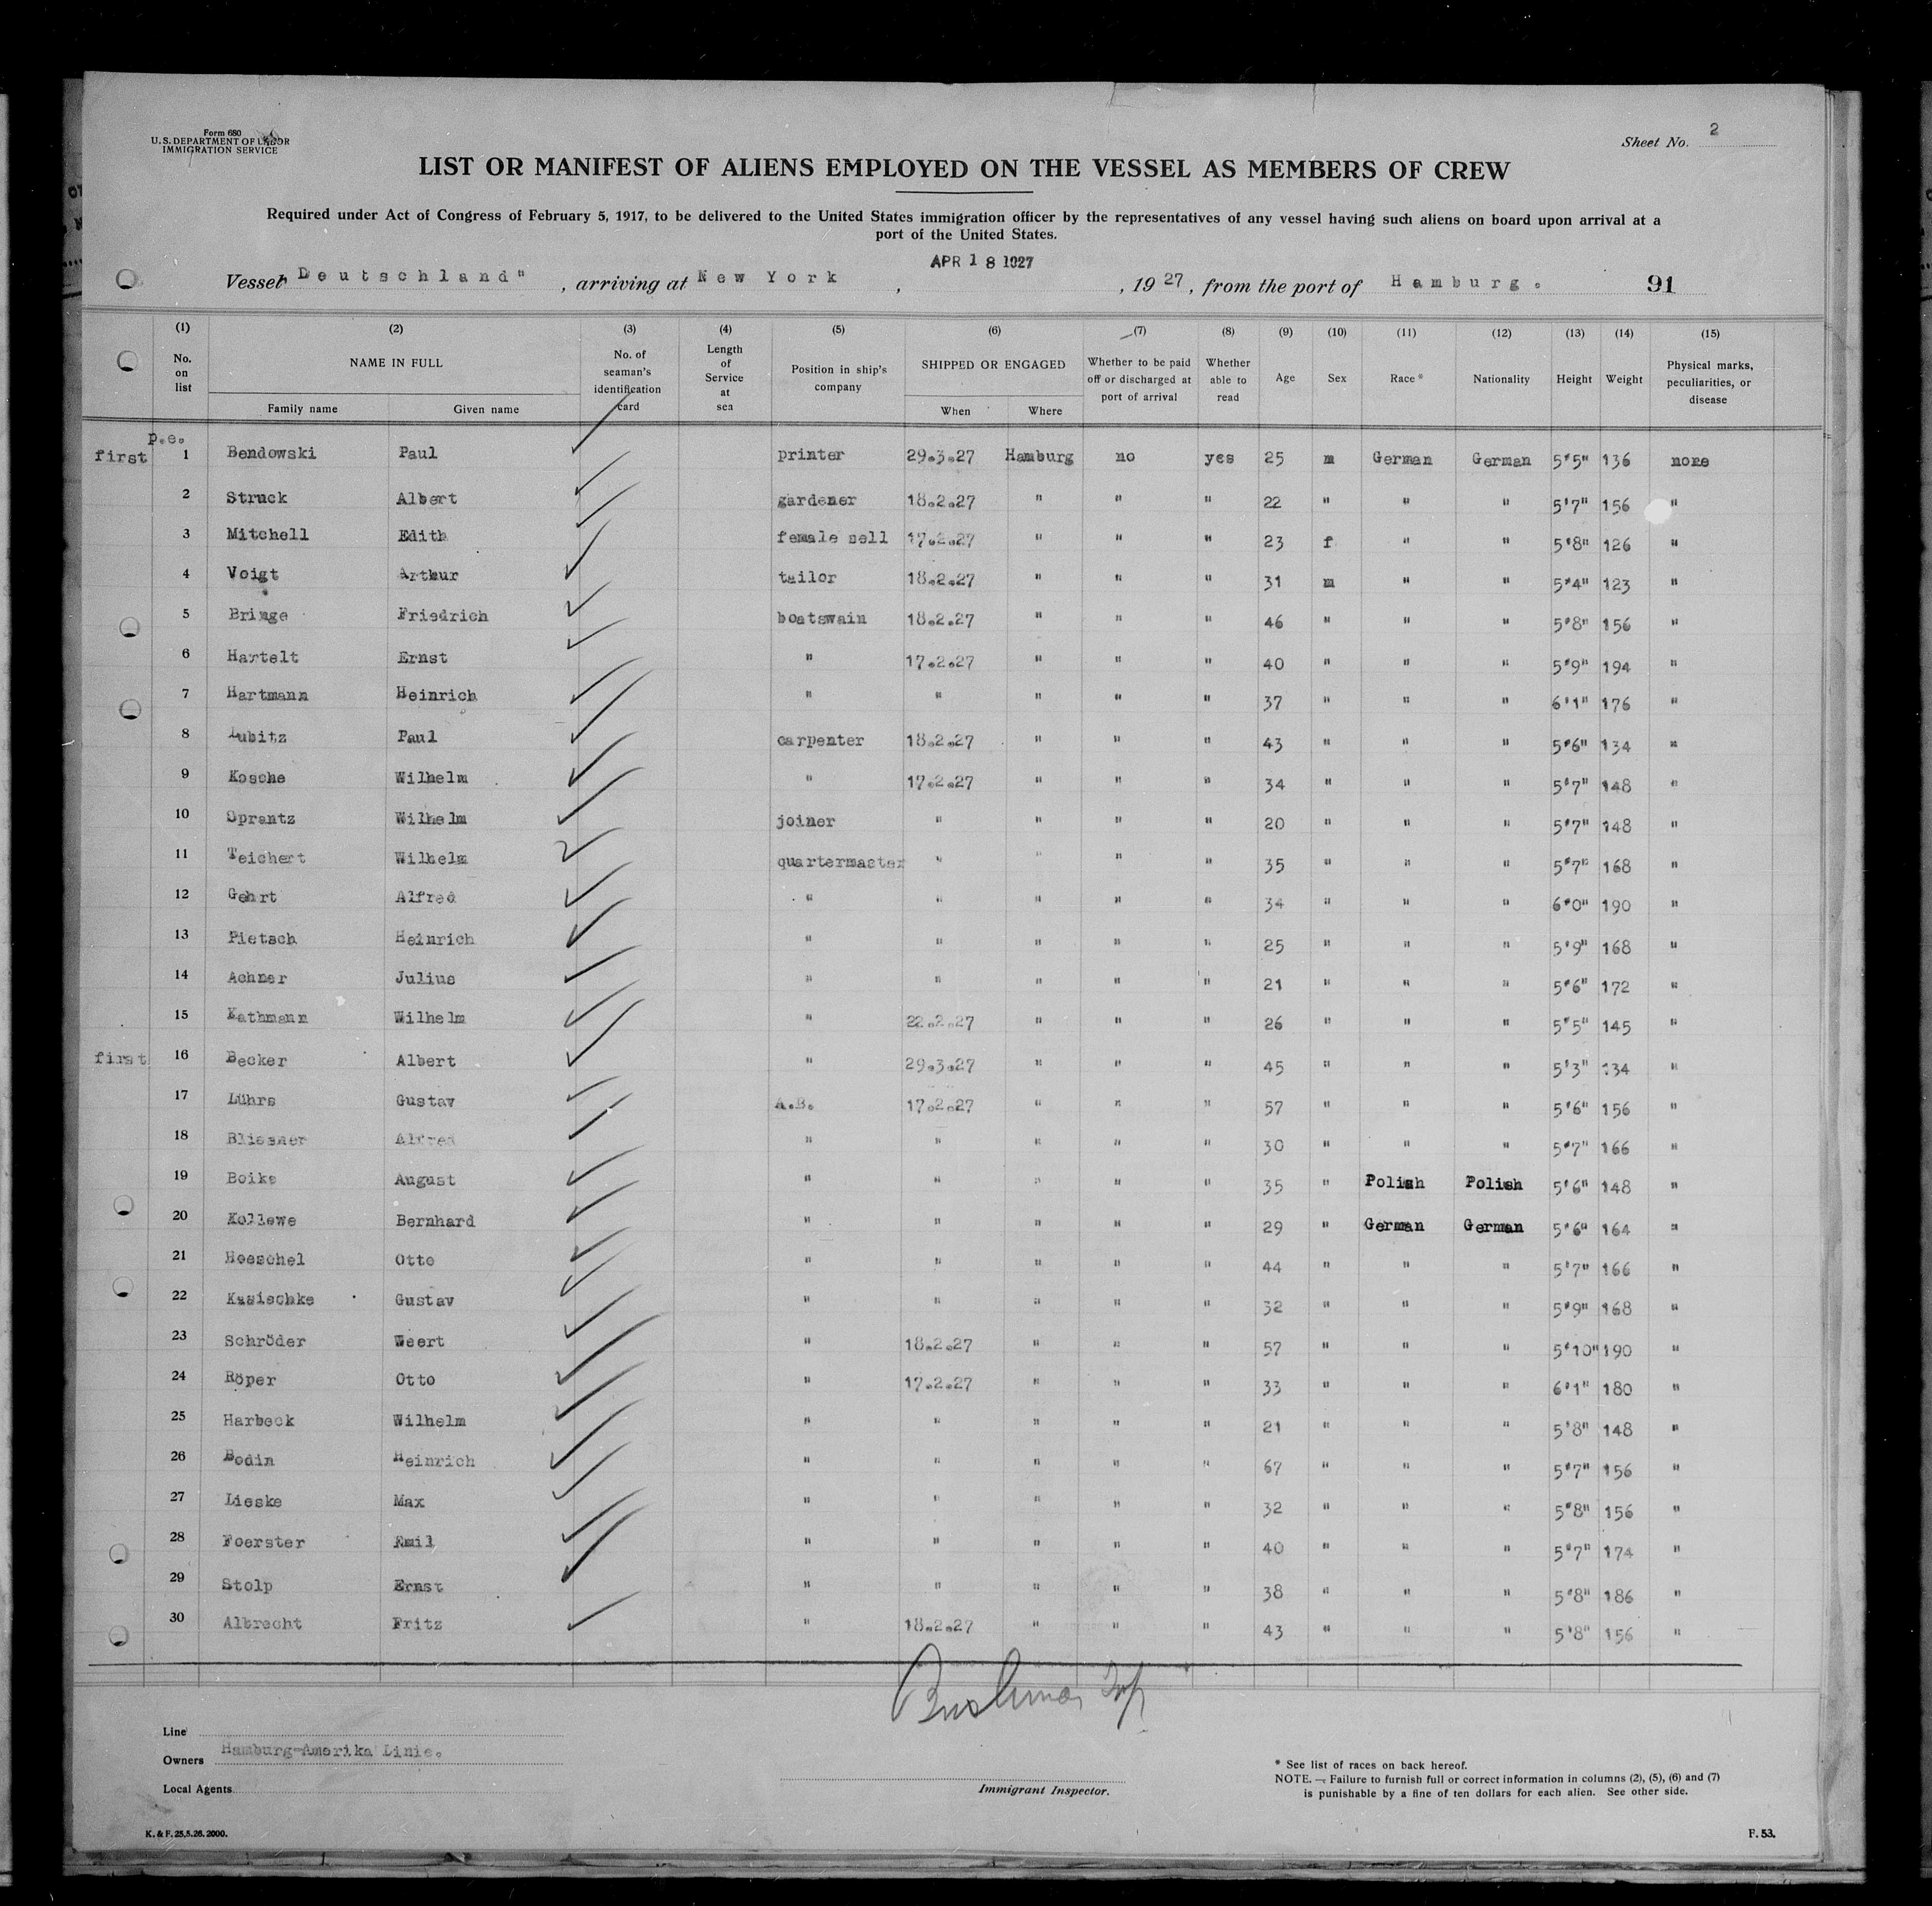 Form 680
U. S. DEPARTMENT OF LABOR
IMMIGRATION SERVICE
Sheet No. 2
LIST OR MANIFEST OF ALIENS EMPLOYED ON THE VESSEL AS MEMBERS OF CREW
Required under Act of Congress of February 5, 1917, to be delivered to the United States immigration officer by the representatives of any vessel having such aliens on board upon arrival at a
port of the United States.
APR 18 1927
Vessel "Deutschland", arriving at New York, , 1927, from the port of Hamburg. 91
(1) (2) (3) (4) (5) (6) (7) (8) (9) (10) (11) (12) (13) (14) (15)
No. on list NAME IN FULL Family name Given name No. of seaman's identification card Length of Service at sea Position in ship's company SHIPPED OR ENGAGED When Where Whether to be paid off or discharged at port of arrival Whether able to read Age Sex Race * Nationality Height Weight Physical marks, peculiarities, or disease
p.e.
first 1 Bendowski Paul printer 29.3.27 Hamburg no yes 25 m German German 5'5" 136 none
2 Struck Albert gardener 18.2.27 " " " 22 " " " 5'7" 156 "
3 Mitchell Edith female sell 17.2.27 " " " 23 f " " 5'8" 126 "
4 Voigt Arthur tailor 18.2.27 " " " 31 m " " 5'4" 123 "
5 Bringe Friedrich boatswain 18.2.27 " " " 46 " " " 5'8" 156 "
6 Hartelt Ernst " 17.2.27 " " " 40 " " " 5'9" 194 "
7 Hartmann Heinrich " " " " " 37 " " " 6'1" 176 "
8 Lubitz Paul carpenter 18.2.27 " " " 43 " " " 5'6" 134 "
9 Kosche Wilhelm " 17.2.27 " " " 34 " " " 5'7" 148 "
10 Sprantz Wilhelm joiner " " " " 20 " " " 5'7" 148 "
11 Teichert Wilhelm quartermaster " " " " 35 " " " 5'7" 168 "
12 Gehrt Alfred " " " " " 34 " " " 6'0" 190 "
13 Pietsch Heinrich " " " " " 25 " " " 5'9" 168 "
14 Achner Julius " " " " " 21 " " " 5'6" 172 "
15 Kathmann Wilhelm " 22.2.27 " " " 26 " " " 5'5" 145 "
first 16 Becker Albert " 29.3.27 " " " 45 " " " 5'3" 134 "
17 Lührs Gustav A.B. 17.2.27 " " " 57 " " " 5'6" 156 "
18 Blissner Alfred " " " " " 30 " " " 5'7" 166 "
19 Boike August " " " " " 35 " Polish Polish 5'6" 148 "
20 Kollewe Bernhard " " " " " 29 " German German 5'6" 164 "
21 Hoeschel Otto " " " " " 44 " " " 5'7" 166 "
22 Kasischke Gustav " " " " " 32 " " " 5'9" 168 "
23 Schröder Weert " 18.2.27 " " " 57 " " " 5'10" 190 "
24 Röper Otto " 17.2.27 " " " 33 " " " 6'1" 180 "
25 Harbeck Wilhelm " " " " " 21 " " " 5'8" 148 "
26 Bodin Heinrich " " " " " 67 " " " 5'7" 156 "
27 Lieske Max " " " " " 32 " " " 5'8" 156 "
28 Foerster Emil " " " " " 40 " " " 5'7" 174 "
29 Stolp Ernst " " " " " 38 " " " 5'8" 186 "
30 Albrecht Fritz " 18.2.27 " " " 43 " " " 5'8" 156 "
Line
Owners Hamburg-Amerika Linie.
Local Agents
Immigrant Inspector.
* See list of races on back hereof.
NOTE. — Failure to furnish full or correct information in columns (2), (5), (6) and (7)
is punishable by a fine of ten dollars for each alien. See other side.
K. & F. 25.5.26. 2000.
F. 53.